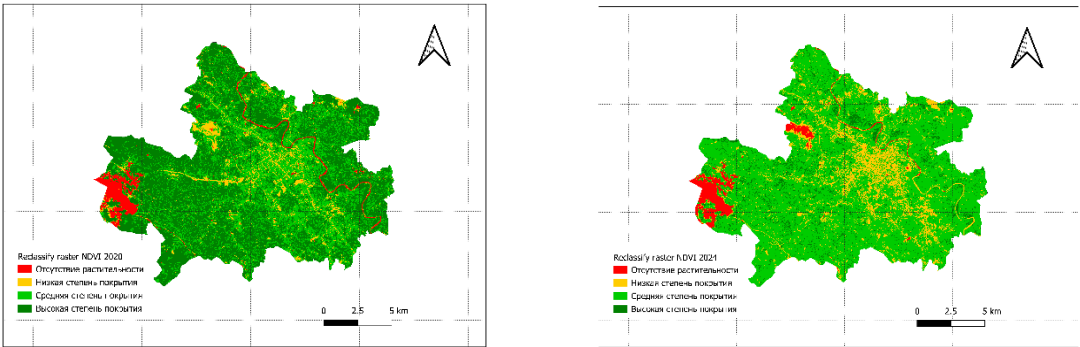 Reclassify raster NDVI 2020
Отсутствие растительности
Низкая степень покрытия
Средняя степень покрытия
Высокая степень покрытия
0 2.5 5 km
Reclassify raster NDVI 2024
Отсутствие растительности
Низкая степень покрытия
Средняя степень покрытия
Высокая степень покрытия
0 2.5 5 km